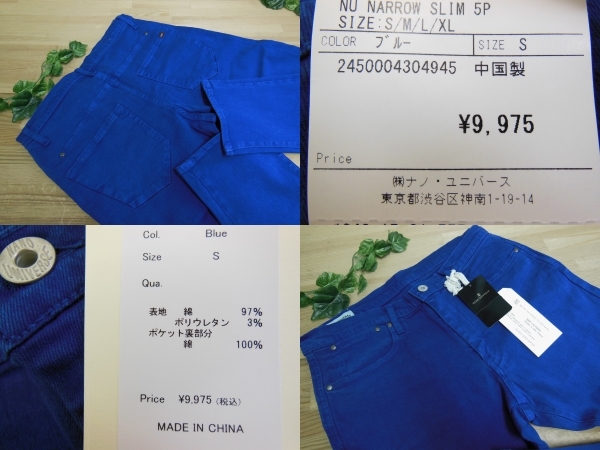 NU NARROW SLIM 5P
SIZE:S/M/L/XL
COLOR ブルー SIZE S
2450004304945 中国製
¥9,975
Price
㈱ナノ・ユニバース
東京都渋谷区神南1-19-14
NANO UNIVERSE
Col. Blue
Size S
Qua.
表地 綿 97%
ポリウレタン 3%
ポケット裏部分
綿 100%
Price ¥9,975(税込)
MADE IN CHINA